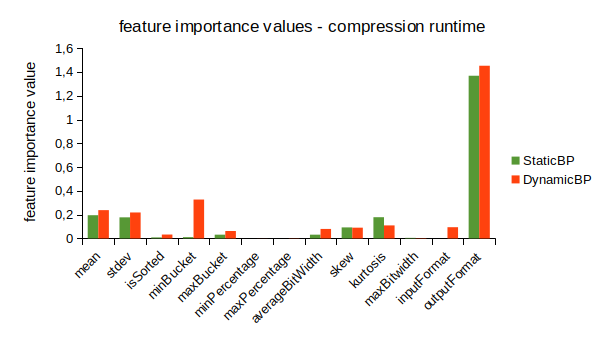 feature importance values - compression runtime
feature importance value
1,6
1,4
1,2
1
0,8
0,6
0,4
0,2
0
mean
stdev
isSorted
minBucket
maxBucket
minPercentage
maxPercentage
averageBitWidth
skew
kurtosis
maxBitwidth
inputFormat
outputFormat
StaticBP
DynamicBP